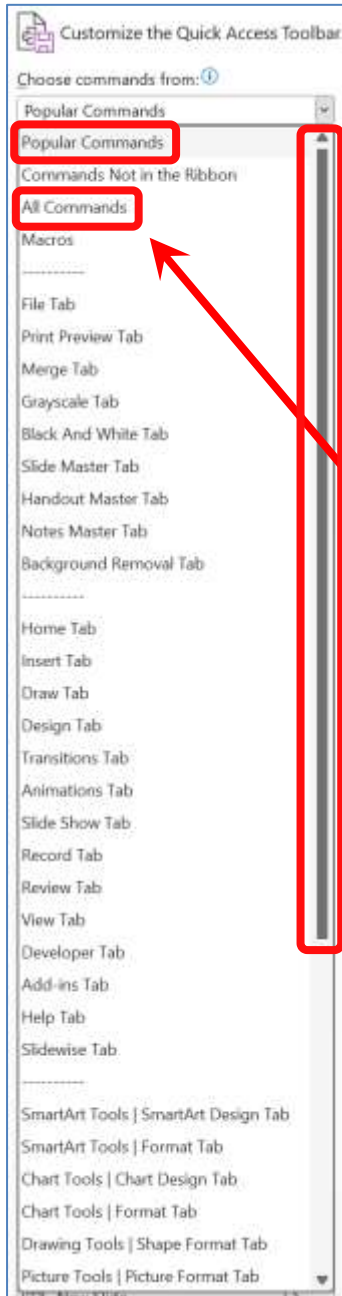 Customize the Quick Access Toolbar
Choose commands from:
Popular Commands
Popular Commands
Commands Not in the Ribbon
All Commands
Macros
----------
File Tab
Print Preview Tab
Merge Tab
Grayscale Tab
Black And White Tab
Slide Master Tab
Handout Master Tab
Notes Master Tab
Background Removal Tab
----------
Home Tab
Insert Tab
Draw Tab
Design Tab
Transitions Tab
Animations Tab
Slide Show Tab
Record Tab
Review Tab
View Tab
Developer Tab
Add-ins Tab
Help Tab
Slidewise Tab
----------
SmartArt Tools | SmartArt Design Tab
SmartArt Tools | Format Tab
Chart Tools | Chart Design Tab
Chart Tools | Format Tab
Drawing Tools | Shape Format Tab
Picture Tools | Picture Format Tab